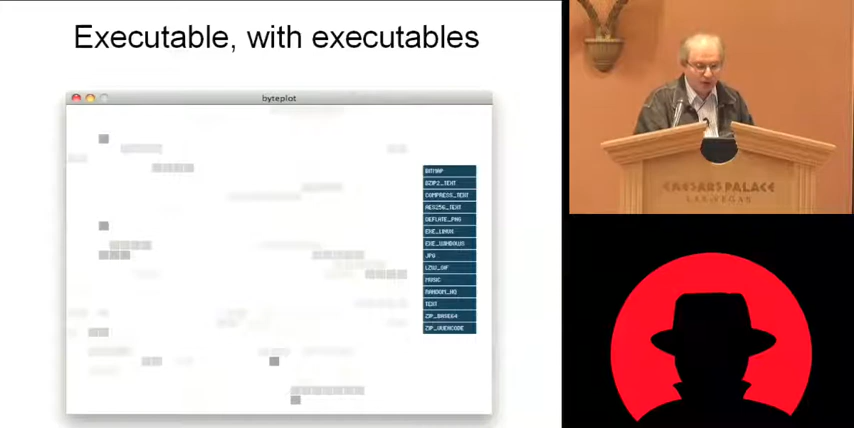 Executable, with executables
byteplot
BITMAP
BZIP2_TEXT
COMPRESS_TEXT
AES256_TEXT
DEFLATE_PNG
EXE_LINUX
EXE_WINDOWS
JPG
LZW_GIF
MUSIC
RANDOM_HQ
TEXT
ZIP_BASE64
ZIP_UUENCODE
CAESARS PALACE
LAS VEGAS